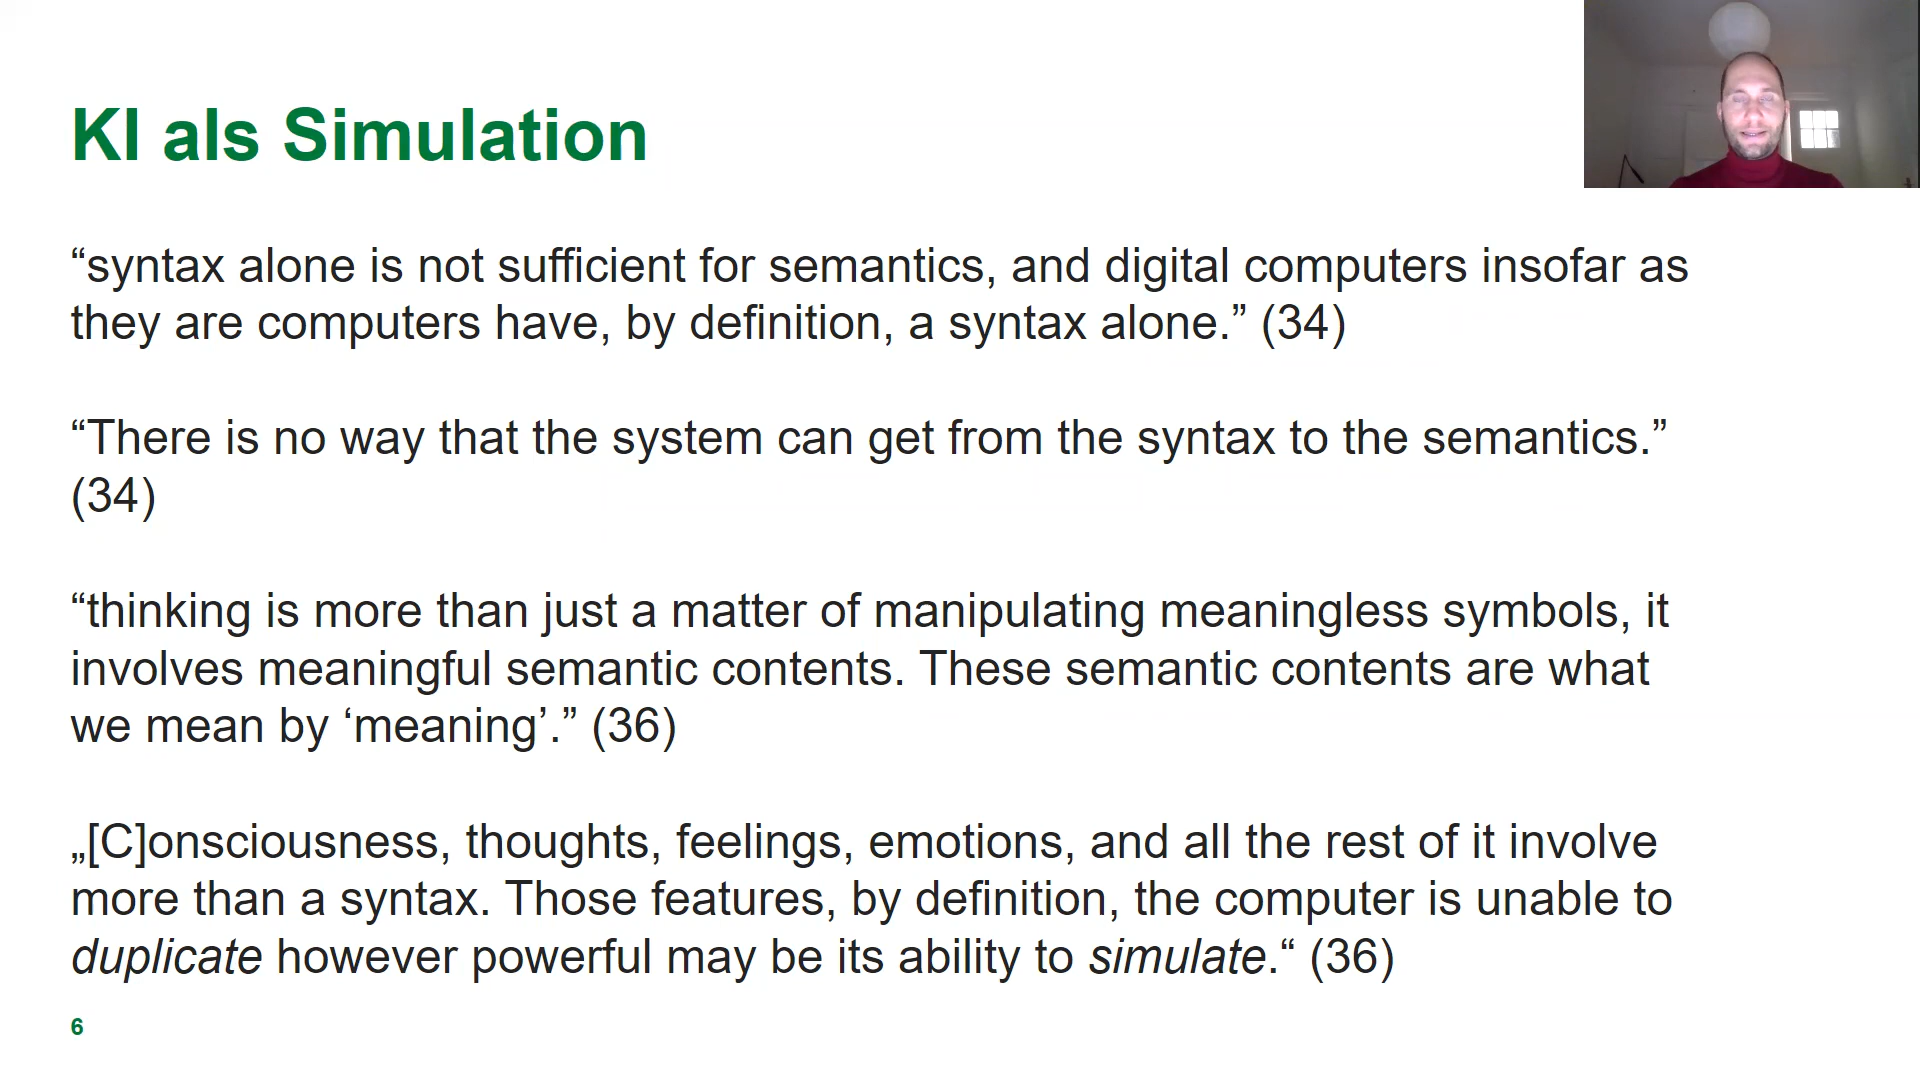 KI als Simulation
“syntax alone is not sufficient for semantics, and digital computers insofar as
they are computers have, by definition, a syntax alone.” (34)
“There is no way that the system can get from the syntax to the semantics.”
(34)
“thinking is more than just a matter of manipulating meaningless symbols, it
involves meaningful semantic contents. These semantic contents are what
we mean by ‘meaning’.” (36)
„[C]onsciousness, thoughts, feelings, emotions, and all the rest of it involve
more than a syntax. Those features, by definition, the computer is unable to
duplicate however powerful may be its ability to simulate.“ (36)
6